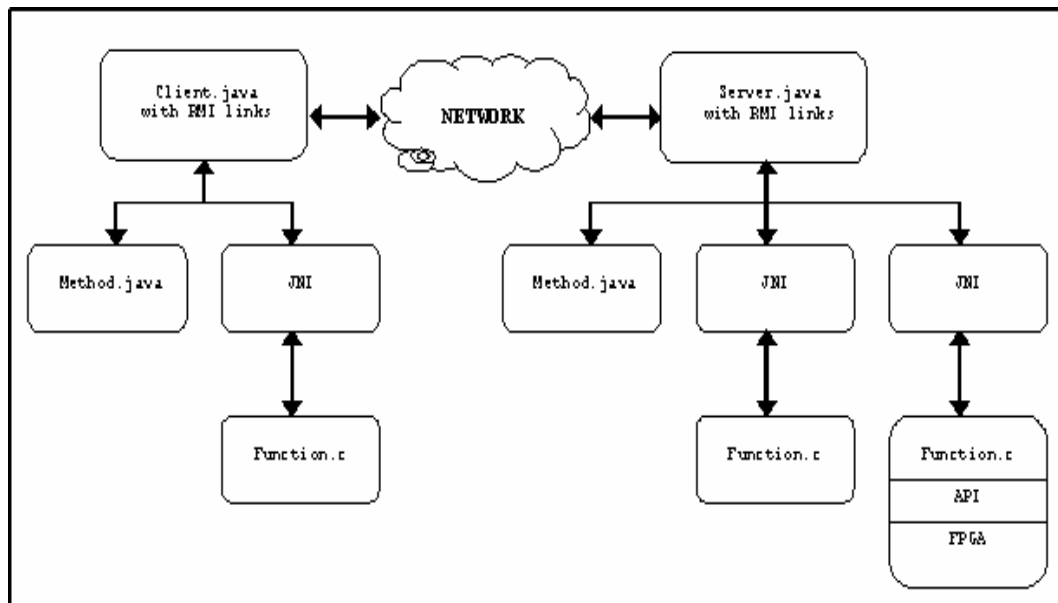 Client.java
with RMI links
NETWORK
Server.java
with RMI links
Method.java
JNI
Method.java
JNI
JNI
Function.c
Function.c
Function.c
API
FPGA